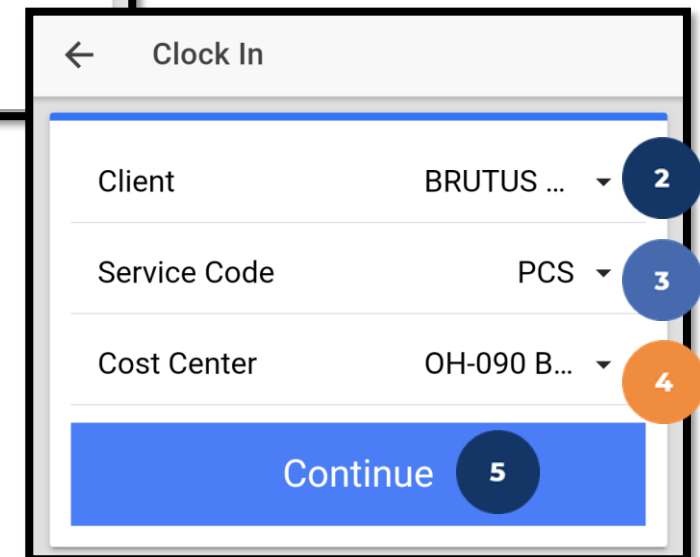 Clock In
Client BRUTUS ... 2
Service Code PCS 3
Cost Center OH-090 B... 4
Continue 5